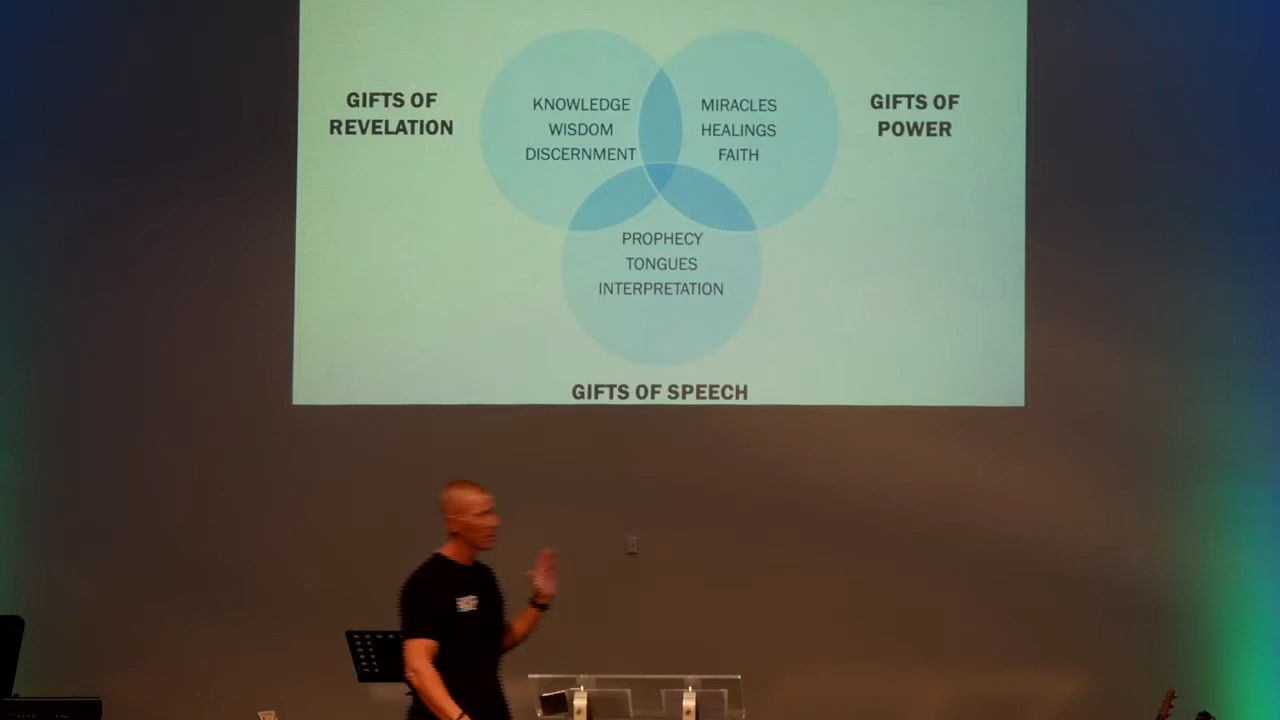 GIFTS OF
REVELATION
KNOWLEDGE
WISDOM
DISCERNMENT
MIRACLES
HEALINGS
FAITH
GIFTS OF
POWER
PROPHECY
TONGUES
INTERPRETATION
GIFTS OF SPEECH